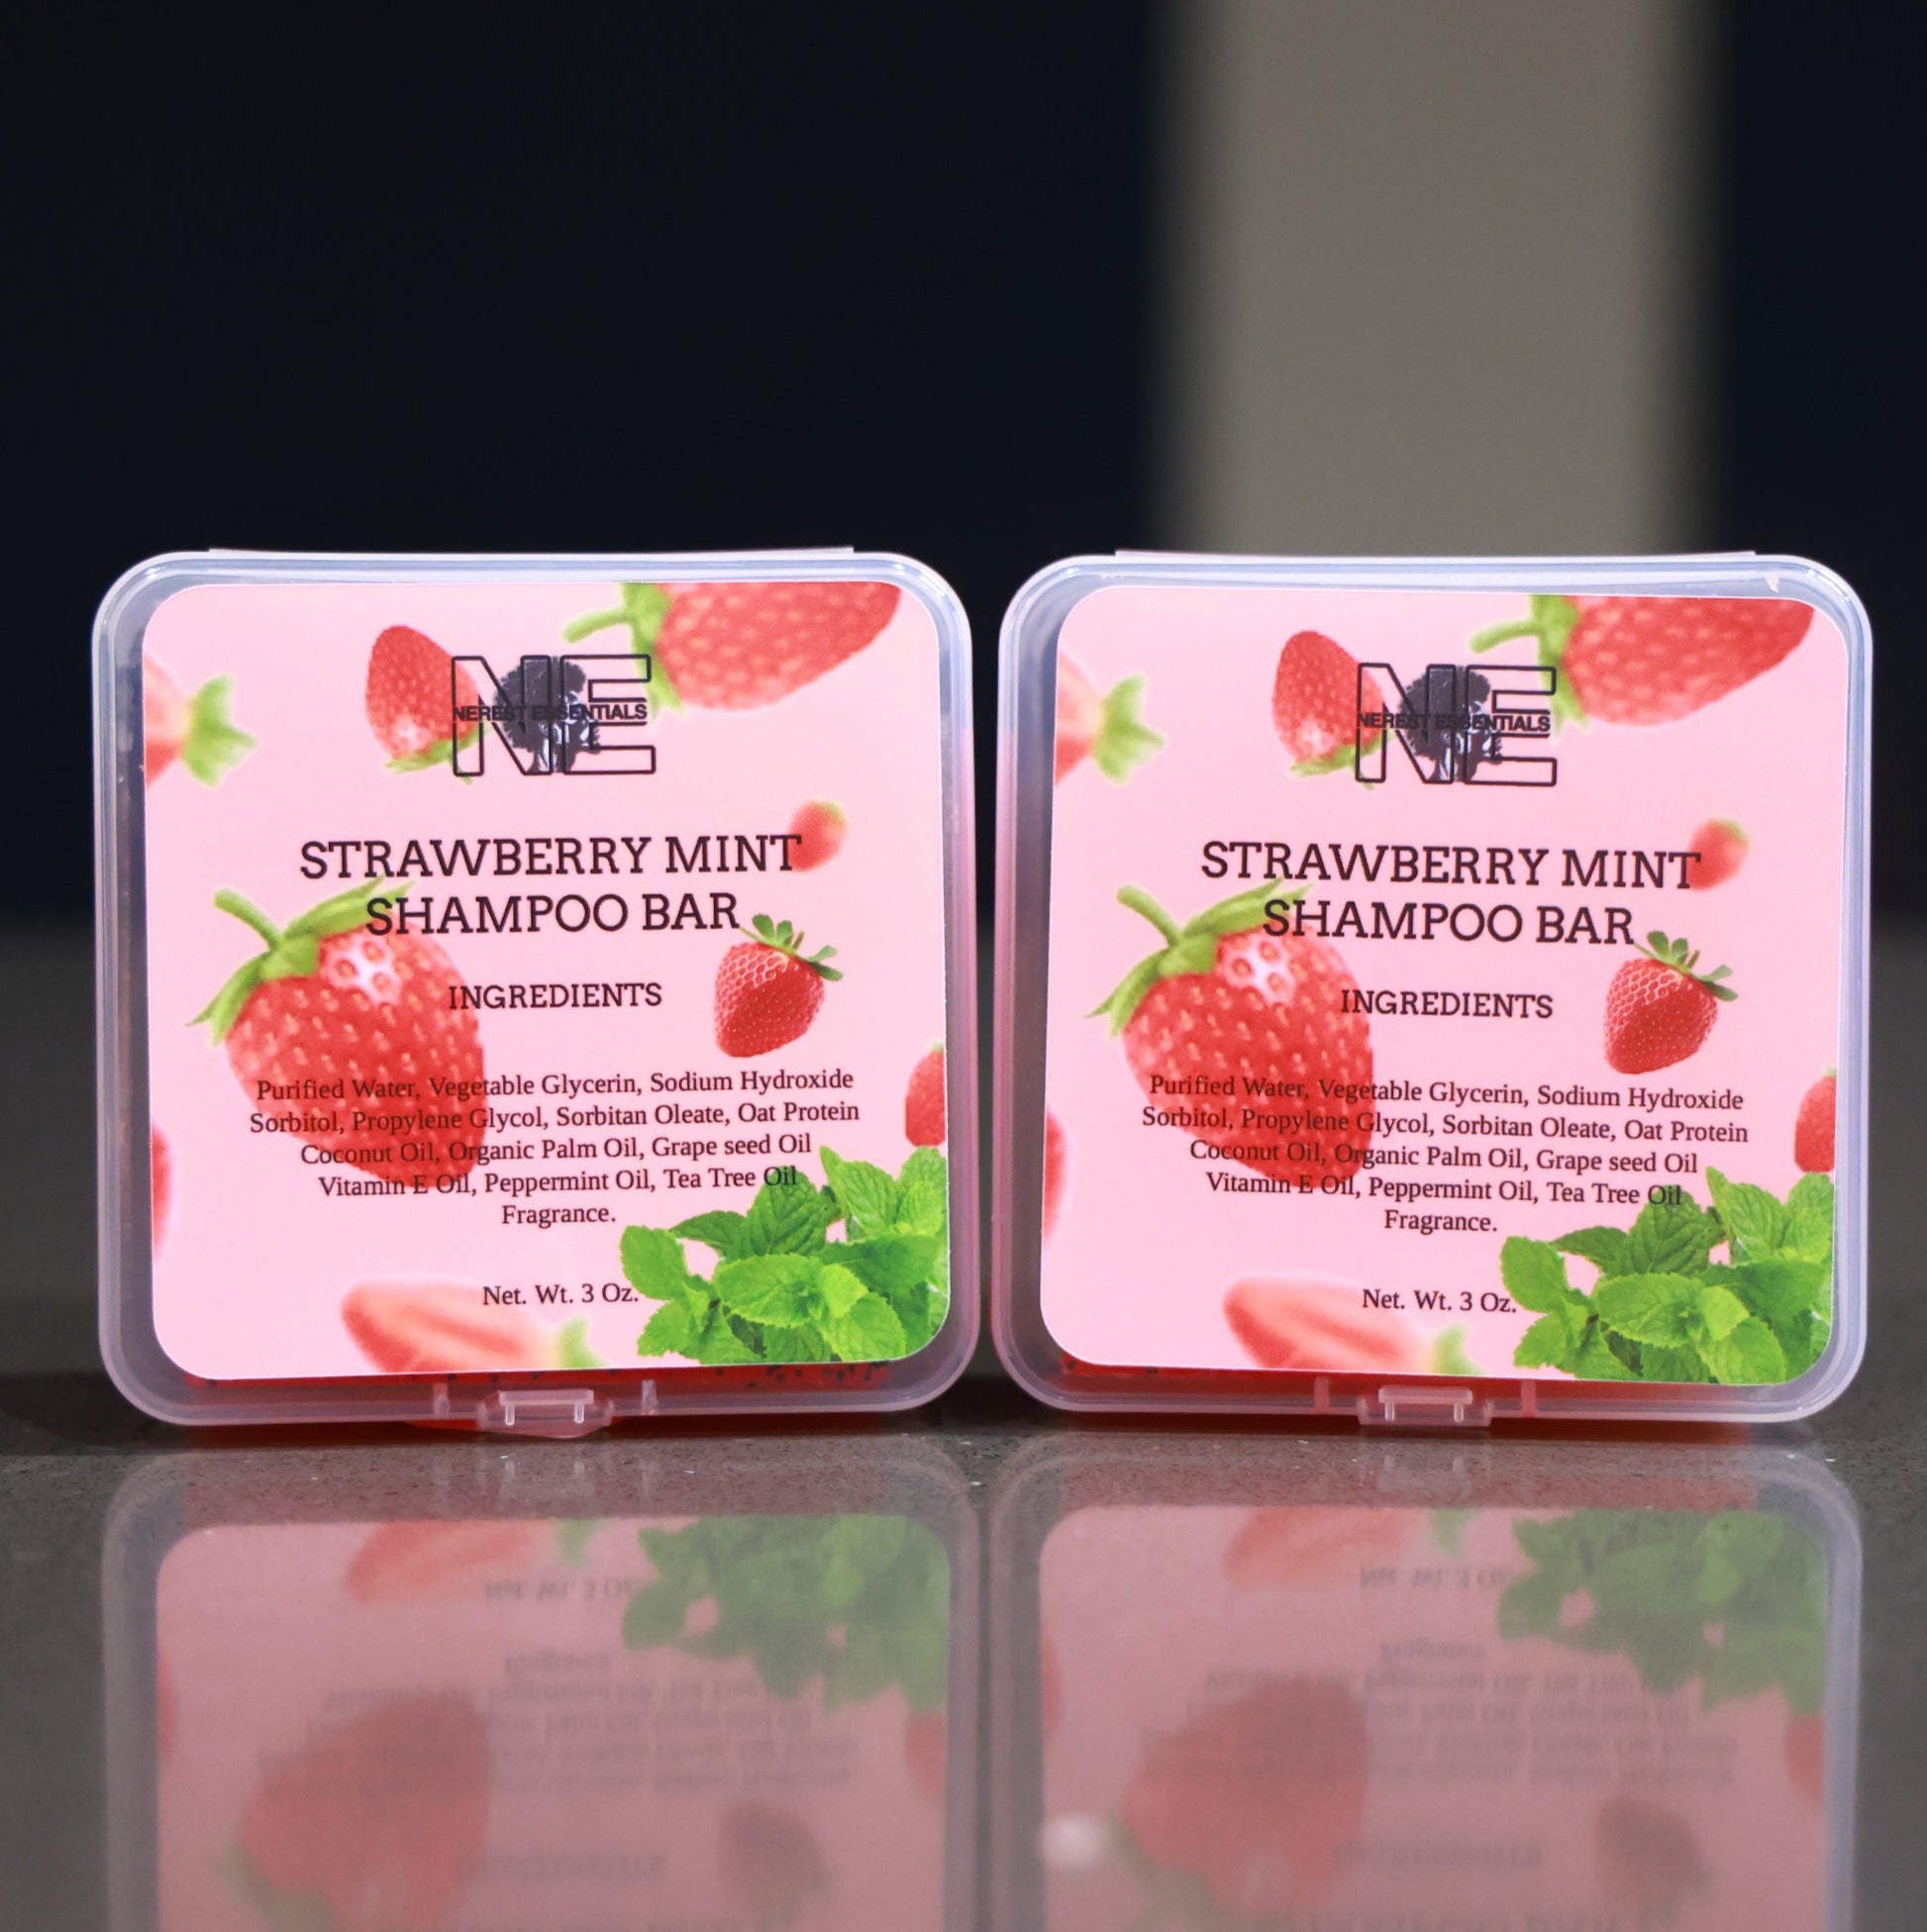 NE
NEREST ESSENTIALS
STRAWBERRY MINT
SHAMPOO BAR
INGREDIENTS
Purified Water, Vegetable Glycerin, Sodium Hydroxide
Sorbitol, Propylene Glycol, Sorbitan Oleate, Oat Protein
Coconut Oil, Organic Palm Oil, Grape seed Oil
Vitamin E Oil, Peppermint Oil, Tea Tree Oil
Fragrance.
Net. Wt. 3 Oz.
NE
NEREST ESSENTIALS
STRAWBERRY MINT
SHAMPOO BAR
INGREDIENTS
Purified Water, Vegetable Glycerin, Sodium Hydroxide
Sorbitol, Propylene Glycol, Sorbitan Oleate, Oat Protein
Coconut Oil, Organic Palm Oil, Grape seed Oil
Vitamin E Oil, Peppermint Oil, Tea Tree Oil
Fragrance.
Net. Wt. 3 Oz.